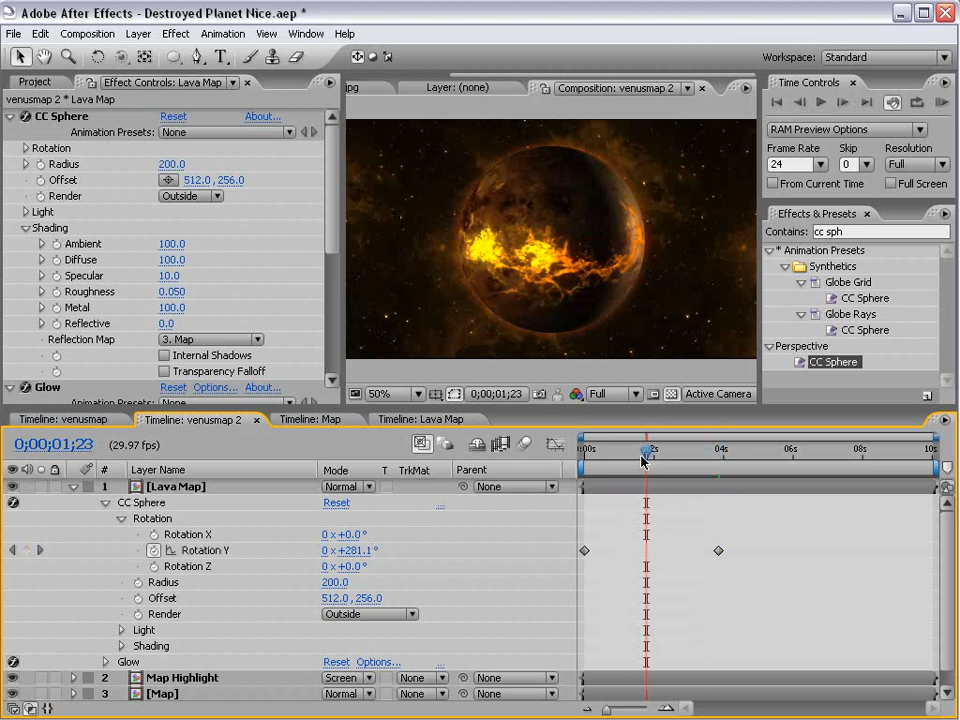 Adobe After Effects - Destroyed Planet Nice.aep *
File Edit Composition Layer Effect Animation View Window Help
Workspace: Standard
Project Effect Controls: Lava Map
jpg Layer: (none) Composition: venusmap 2
Time Controls
venusmap 2 * Lava Map
CC Sphere Reset About...
Animation Presets: None
Rotation
Radius 200.0
Offset 512.0, 256.0
Render Outside
Light
Shading
Ambient 100.0
Diffuse 100.0
Specular 10.0
Roughness 0.050
Metal 100.0
Reflective 0.0
Reflection Map 3. Map
Internal Shadows
Transparency Falloff
Glow Reset Options... About...
Animation Presets: None
RAM Preview Options
Frame Rate Skip Resolution
24 0 Full
From Current Time Full Screen
Effects & Presets
Contains: cc sph
* Animation Presets
Synthetics
Globe Grid
CC Sphere
Globe Rays
CC Sphere
Perspective
CC Sphere
50% 0;00;01;23 Full Active Camera
Timeline: venusmap Timeline: venusmap 2 Timeline: Map Timeline: Lava Map
0;00;01;23 (29.97 fps)
:00s 2s 04s 06s 08s 10s
# Layer Name Mode T TrkMat Parent
1 [Lava Map] Normal None
CC Sphere Reset ...
Rotation
Rotation X 0 x +0.0°
Rotation Y 0 x +281.1°
Rotation Z 0 x +0.0°
Radius 200.0
Offset 512.0, 256.0
Render Outside
Light
Shading
Glow Reset Options... ...
2 Map Highlight Screen None None
3 [Map] Normal None None